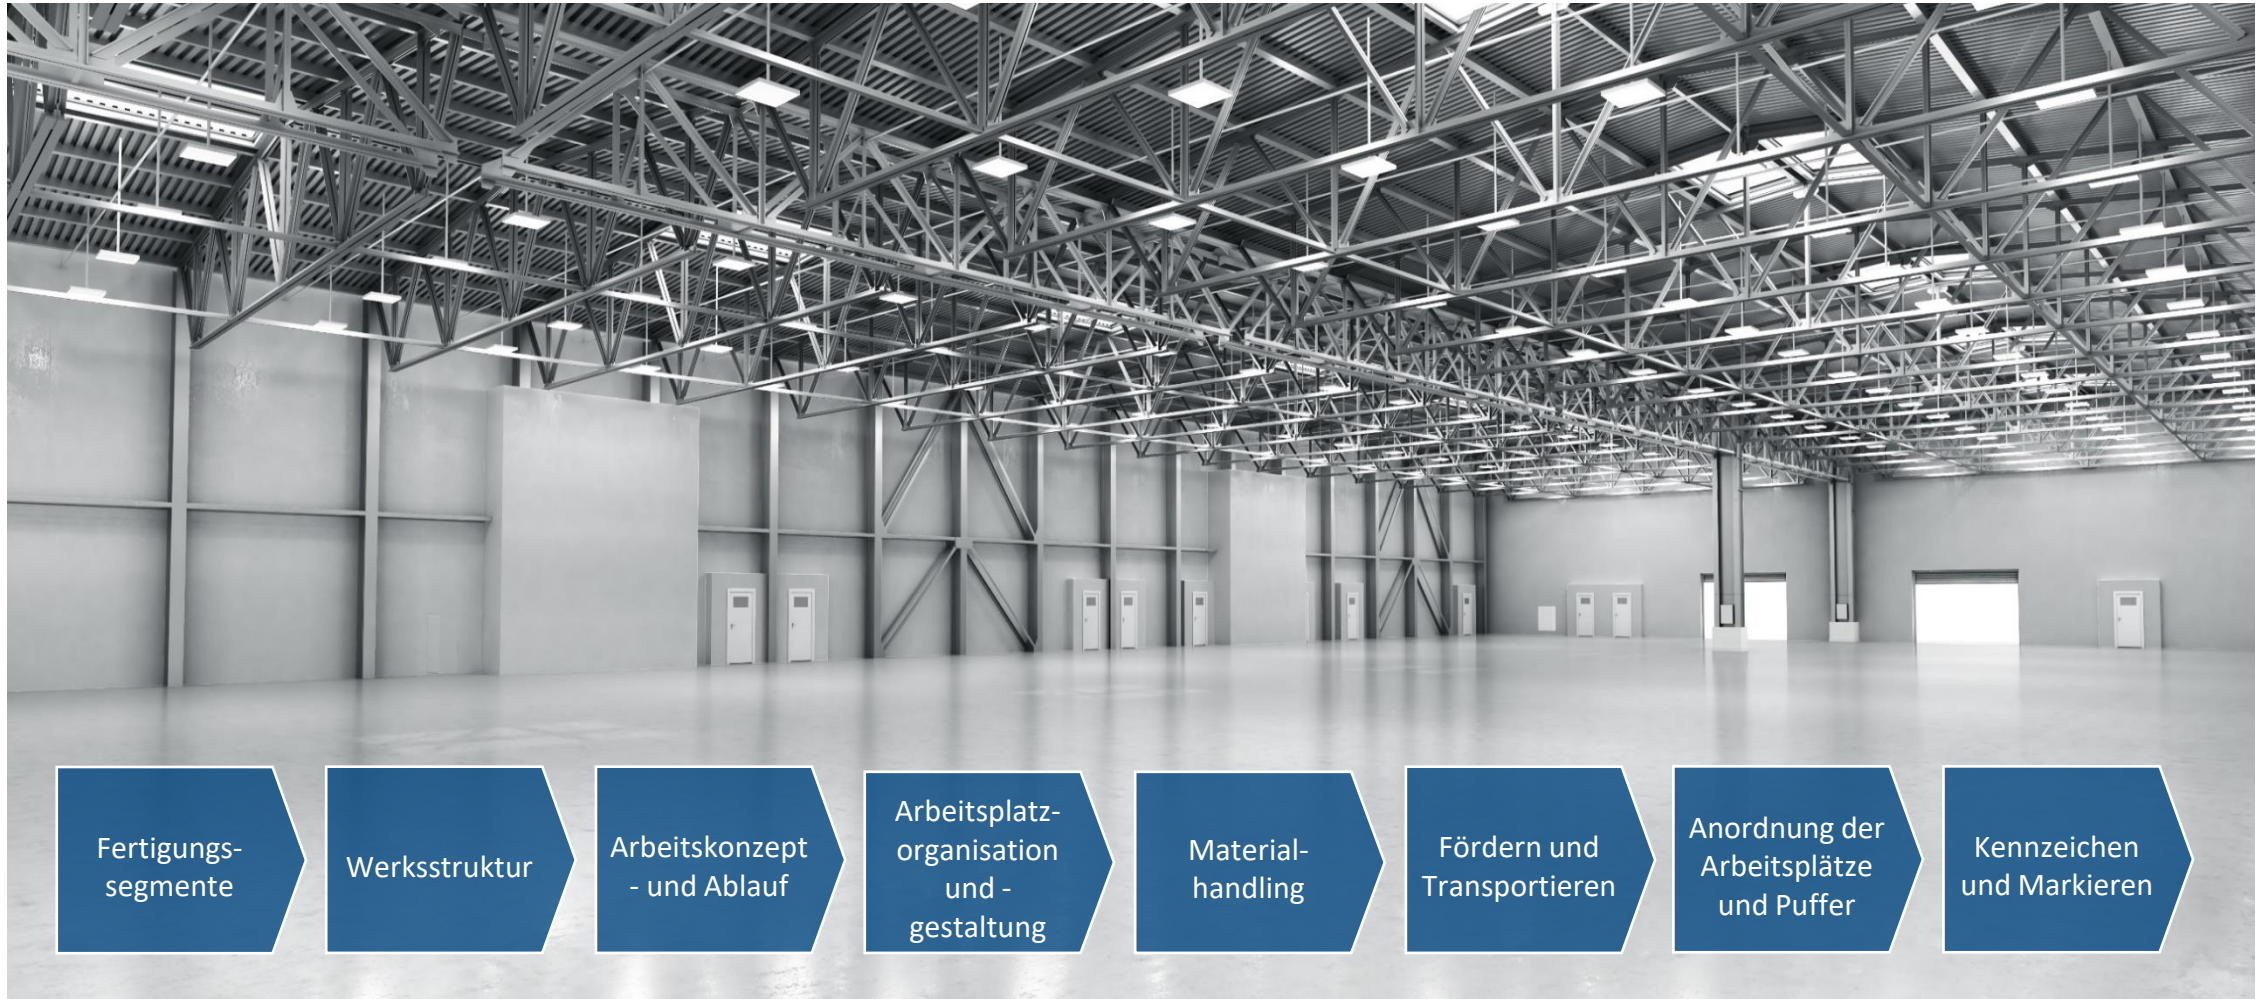 Fertigungs-
segmente
Werksstruktur
Arbeitskonzept
- und Ablauf
Arbeitsplatz-
organisation
und -
gestaltung
Material-
handling
Fördern und
Transportieren
Anordnung der
Arbeitsplätze
und Puffer
Kennzeichen
und Markieren